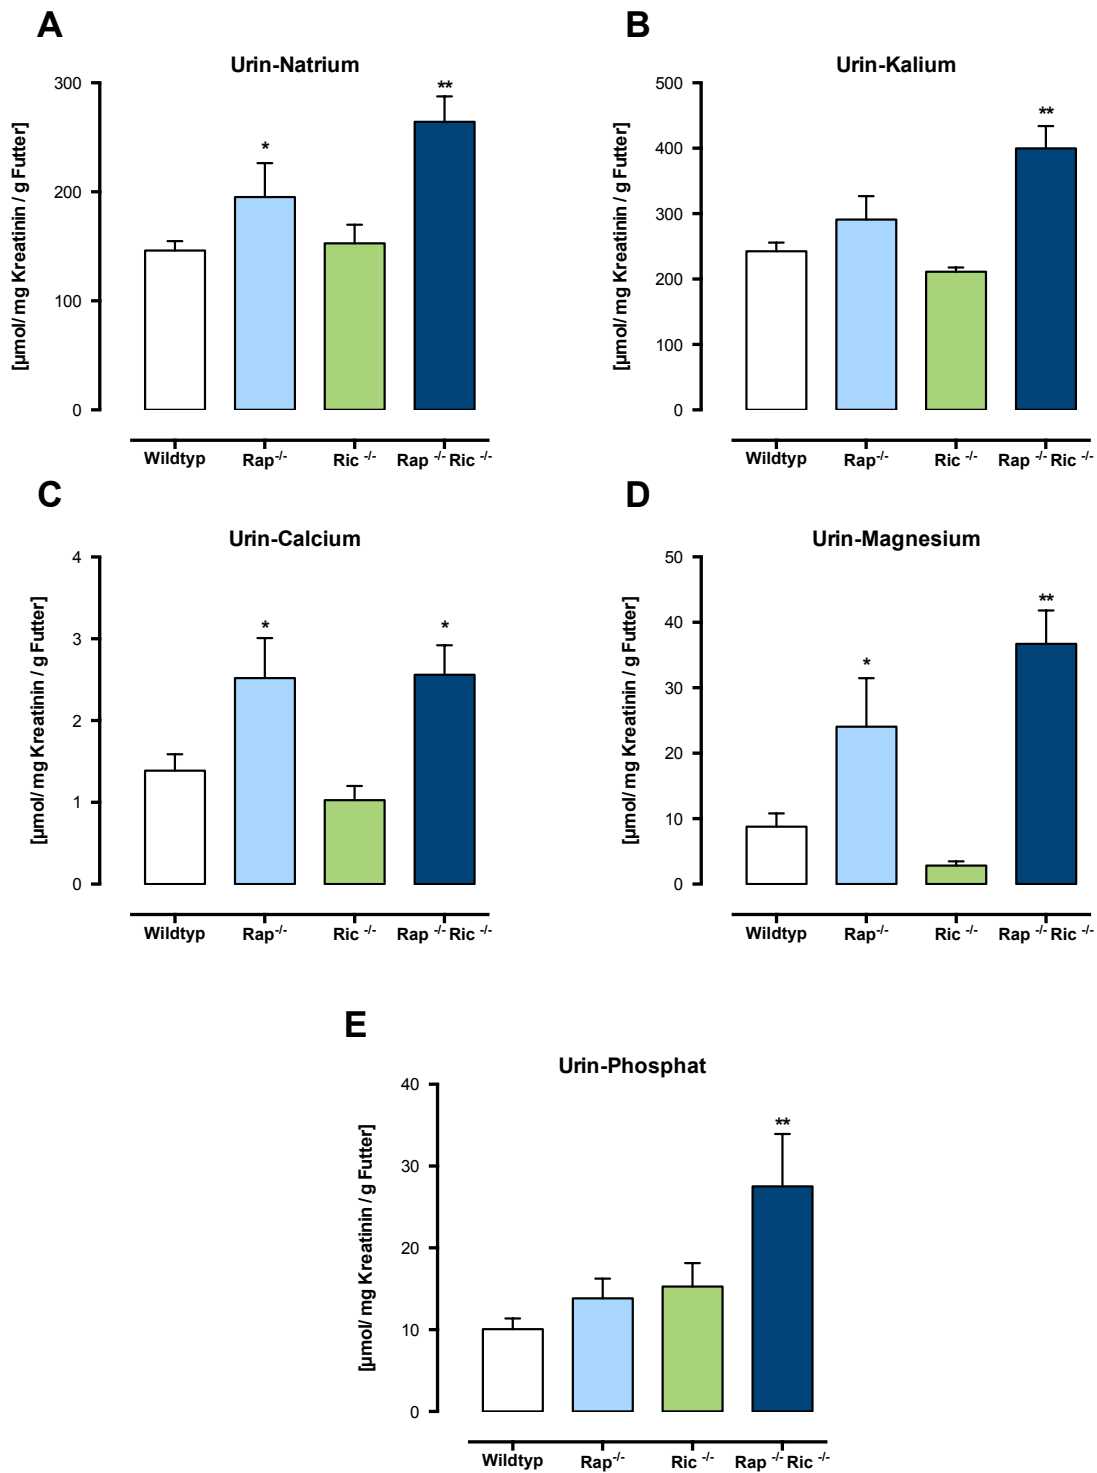 A
Urin-Natrium
[µmol/ mg Kreatinin / g Futter]
300
200
100
0
*
**
Wildtyp Rap-/- Ric -/- Rap -/- Ric -/-
B
Urin-Kalium
[µmol/ mg Kreatinin / g Futter]
500
400
300
200
100
0
**
Wildtyp Rap-/- Ric -/- Rap -/- Ric -/-
C
Urin-Calcium
[µmol/ mg Kreatinin / g Futter]
4
3
2
1
0
*
*
Wildtyp Rap-/- Ric -/- Rap -/- Ric -/-
D
Urin-Magnesium
[µmol/ mg Kreatinin / g Futter]
50
40
30
20
10
0
*
**
Wildtyp Rap-/- Ric -/- Rap -/- Ric -/-
E
Urin-Phosphat
[µmol/ mg Kreatinin / g Futter]
40
30
20
10
0
**
Wildtyp Rap-/- Ric -/- Rap -/- Ric -/-